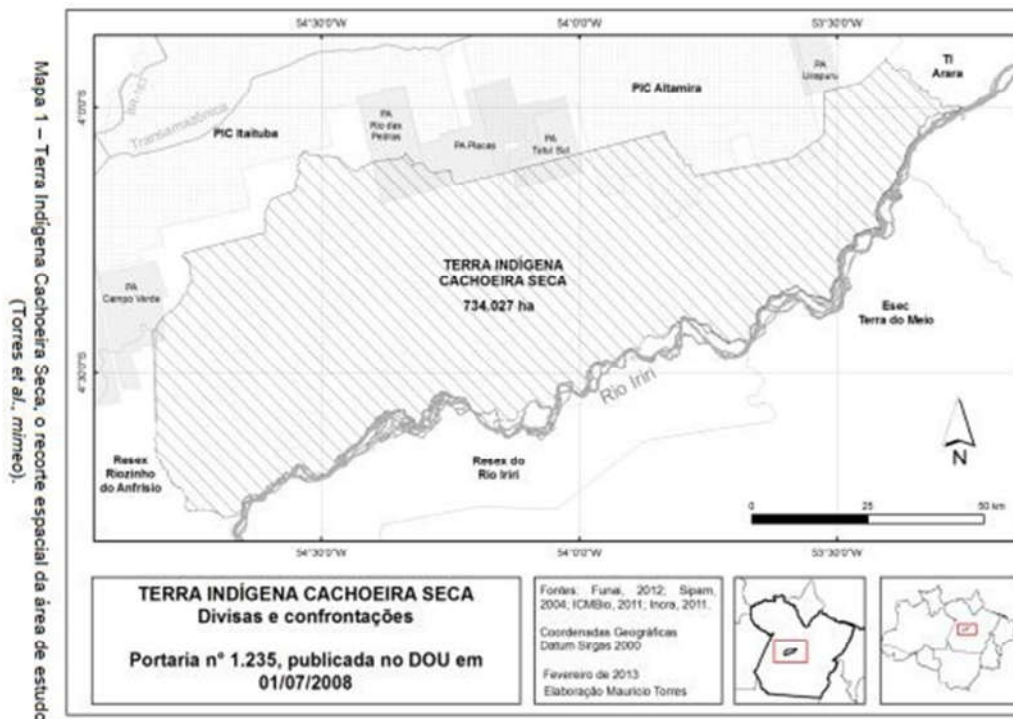 Mapa 1 – Terra Indígena Cachoeira Seca, o recorte espacial da área de estudo
(Torres et al., mimeo).
54°30'0"W
54°0'0"W
53°30'0"W
4°0'0"S
4°30'0"S
Transamazônica
PIC Itaituba
PA
Rio das
Pedras
PA Placas
PA
Tutuí Sul
PIC Altamira
PA
Uirapuru
TI
Arara
PA
Campo Verde
TERRA INDÍGENA
CACHOEIRA SECA
734.027 ha
Esec
Terra do Meio
Rio Iriri
Resex
Riozinho
do Anfrísio
Resex do
Rio Iriri
N
0
25
50 km
54°30'0"W
54°0'0"W
53°30'0"W
TERRA INDÍGENA CACHOEIRA SECA
Divisas e confrontações
Portaria n° 1.235, publicada no DOU em
01/07/2008
Fontes: Funai, 2012; Sipam,
2004; ICMBio, 2011; Incra, 2011.
Coordenadas Geográficas
Datum Sirgas 2000
Fevereiro de 2013
Elaboração Mauricio Torres